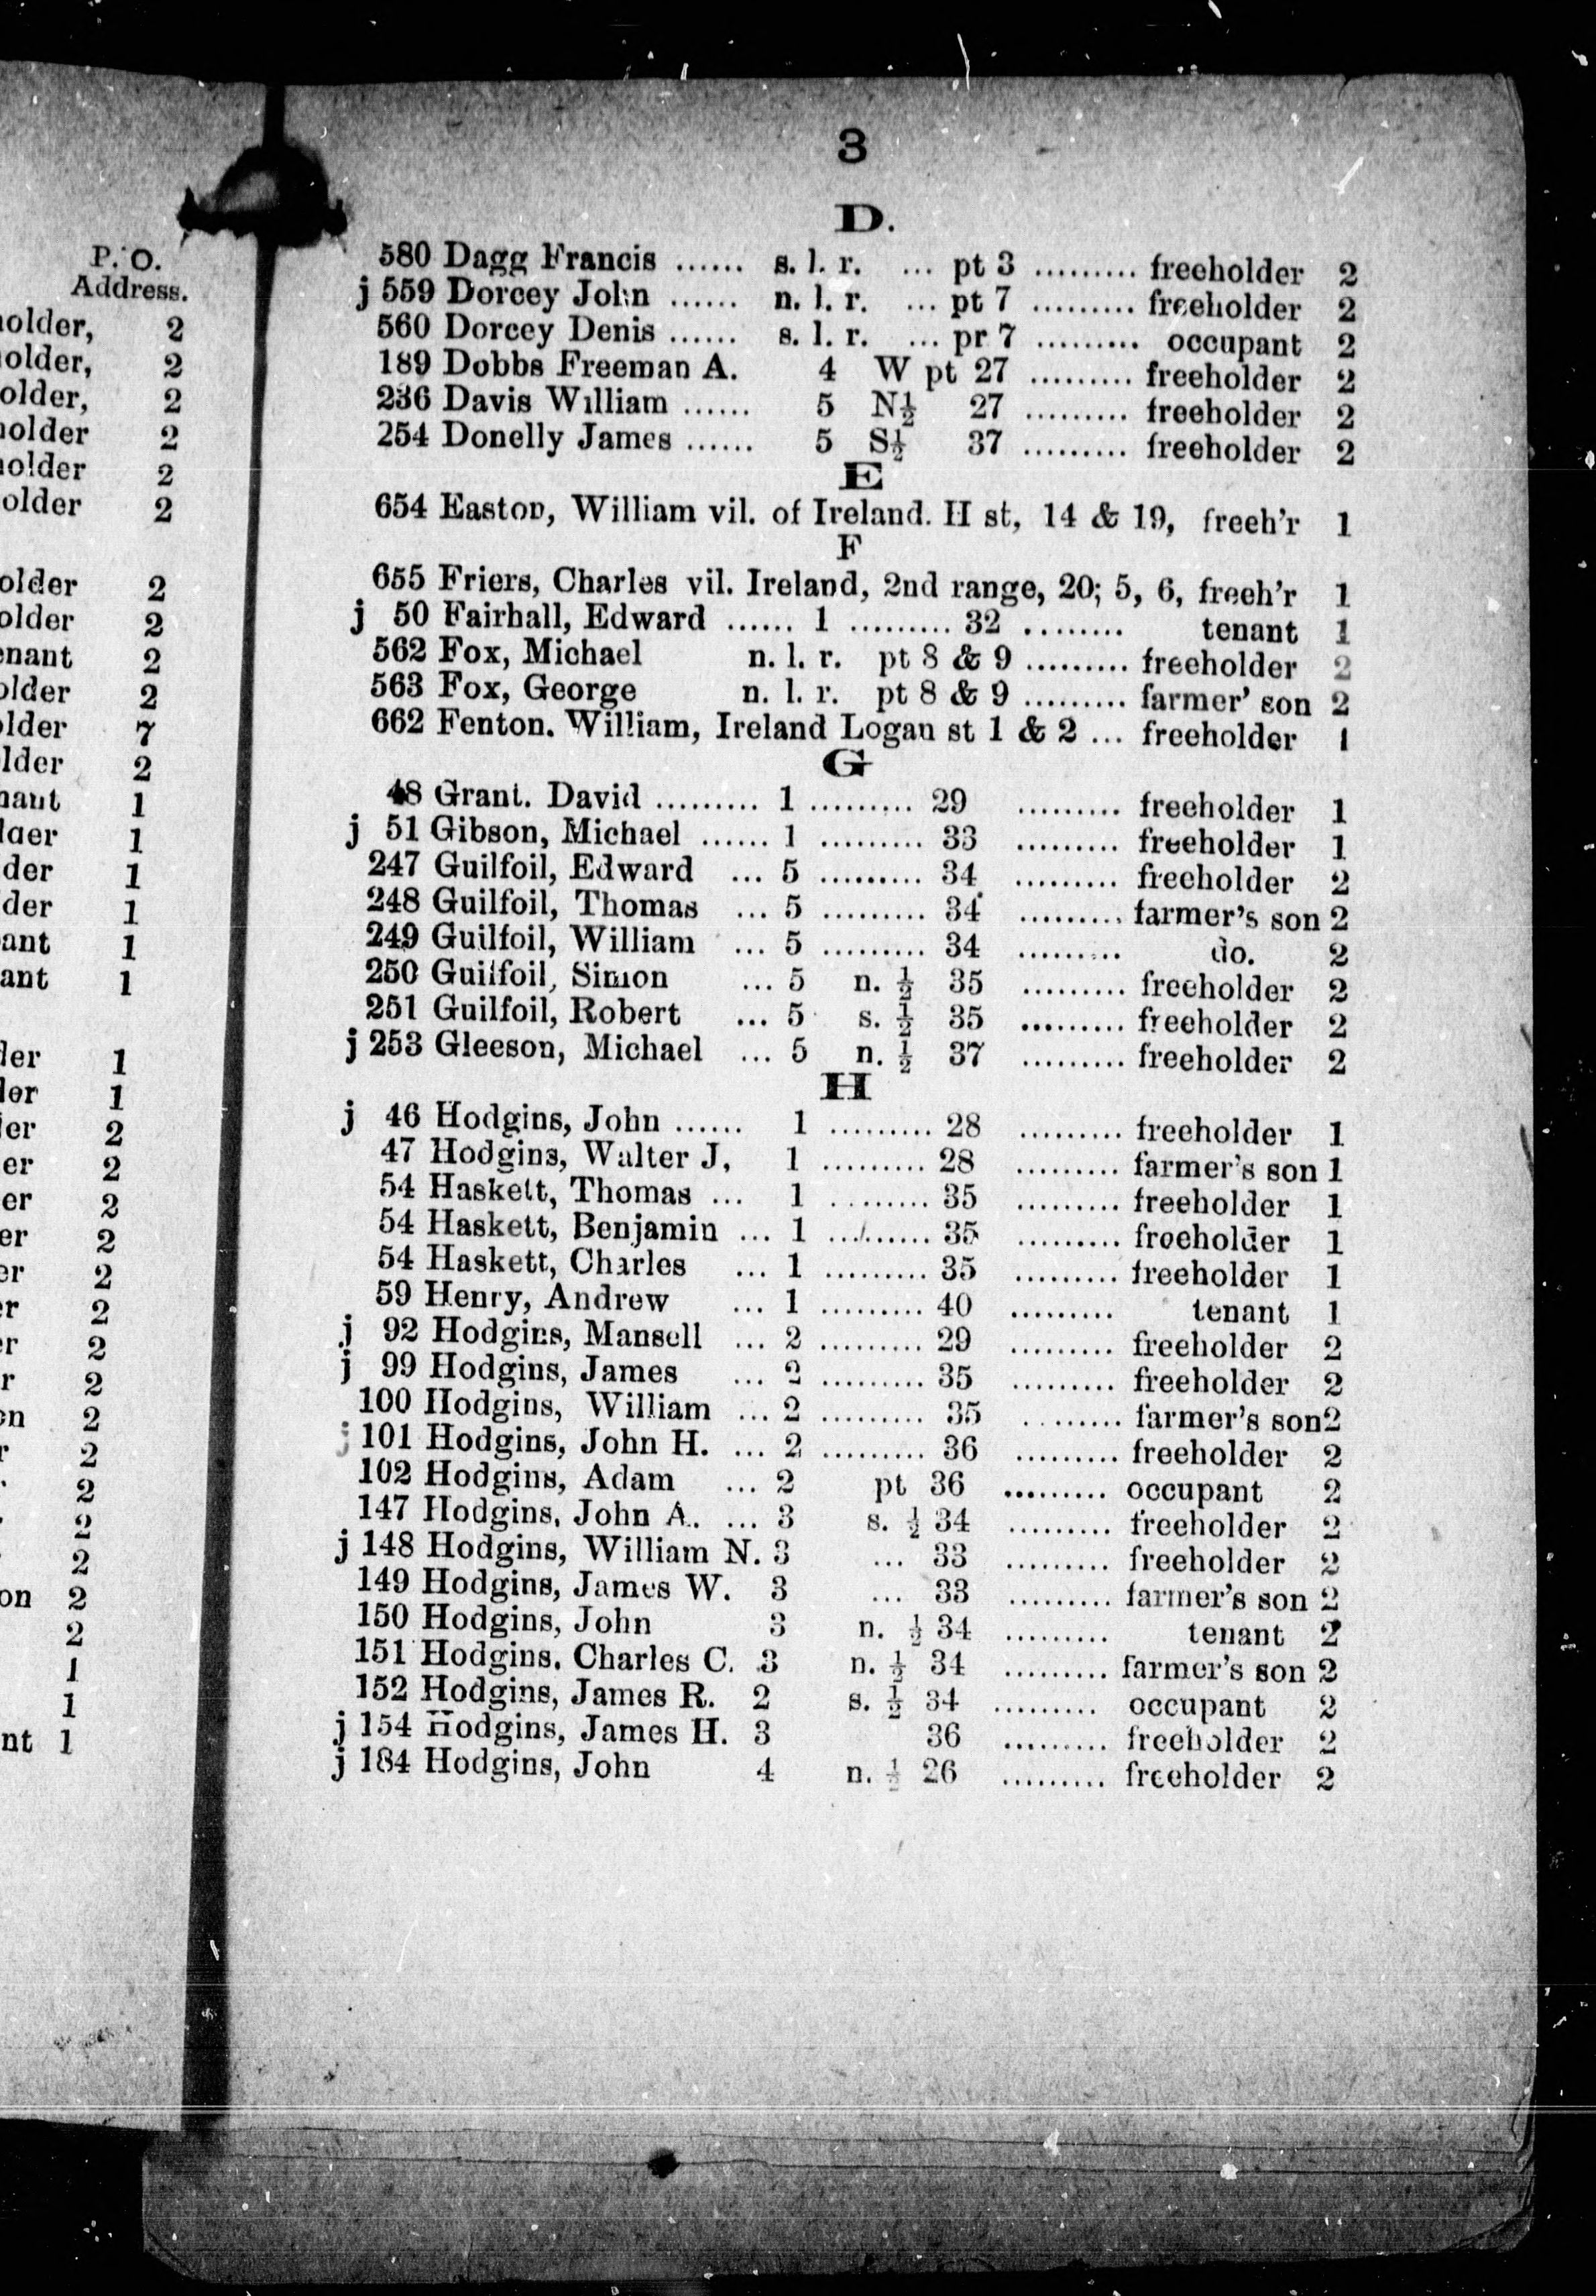 P. O.
Address.
older, 2
older, 2
older, 2
older 2
older 2
older 2
older 2
older 2
enant 2
older 2
lder 7
lder 2
nant 1
lder 1
der 1
der 1
ant 1
ant 1
der 1
der 1
er 2
er 2
er 2
er 2
er 2
r 2
r 2
r 2
on 2
r 2
2
2
2
on 2
2
1
1
nt 1
3
D.
580 Dagg Francis ...... s. l. r. ... pt 3 ......... freeholder 2
j 559 Dorcey John ...... n. l. r. ... pt 7 ......... freeholder 2
560 Dorcey Denis ...... s. l. r. ... pr 7 ......... occupant 2
189 Dobbs Freeman A. 4 W pt 27 ......... freeholder 2
236 Davis William ...... 5 N½ 27 ......... freeholder 2
254 Donelly James ...... 5 S½ 37 ......... freeholder 2
E
654 Easton, William vil. of Ireland. H st, 14 & 19, freeh'r 1
F
655 Friers, Charles vil. Ireland, 2nd range, 20; 5, 6, freeh'r 1
j 50 Fairhall, Edward ...... 1 ......... 32 ......... tenant 1
562 Fox, Michael n. l. r. pt 8 & 9 ......... freeholder 2
563 Fox, George n. l. r. pt 8 & 9 ......... farmer' son 2
662 Fenton. William, Ireland Logan st 1 & 2 ... freeholder 1
G
48 Grant. David ......... 1 ......... 29 ......... freeholder 1
j 51 Gibson, Michael ...... 1 ......... 33 ......... freeholder 1
247 Guilfoil, Edward ... 5 ......... 34 ......... freeholder 2
248 Guilfoil, Thomas ... 5 ......... 34 ......... farmer's son 2
249 Guilfoil, William ... 5 ......... 34 ......... do. 2
250 Guilfoil, Simon ... 5 n. ½ 35 ......... freeholder 2
251 Guilfoil, Robert ... 5 s. ½ 35 ......... freeholder 2
j 253 Gleeson, Michael ... 5 n. ½ 37 ......... freeholder 2
H
j 46 Hodgins, John ...... 1 ......... 28 ......... freeholder 1
47 Hodgins, Walter J, 1 ......... 28 ......... farmer's son 1
54 Haskett, Thomas ... 1 ......... 35 ......... freeholder 1
54 Haskett, Benjamin ... 1 ......... 35 ......... freeholder 1
54 Haskett, Charles ... 1 ......... 35 ......... freeholder 1
59 Henry, Andrew ... 1 ......... 40 ......... tenant 1
j 92 Hodgins, Mansell ... 2 ......... 29 ......... freeholder 2
j 99 Hodgins, James ... 2 ......... 35 ......... freeholder 2
100 Hodgins, William ... 2 ......... 35 ......... farmer's son 2
j 101 Hodgins, John H. ... 2 ......... 36 ......... freeholder 2
102 Hodgins, Adam ... 2 pt 36 ......... occupant 2
147 Hodgins, John A. ... 3 s. ½ 34 ......... freeholder 2
j 148 Hodgins, William N. 3 ... 33 ......... freeholder 2
149 Hodgins, James W. 3 ... 33 ......... farmer's son 2
150 Hodgins, John 3 n. ½ 34 ......... tenant 2
151 Hodgins. Charles C. 3 n. ½ 34 ......... farmer's son 2
152 Hodgins, James R. 2 s. ½ 34 ......... occupant 2
j 154 Hodgins, James H. 3 36 ......... freeholder 2
j 184 Hodgins, John 4 n. ½ 26 ......... freeholder 2